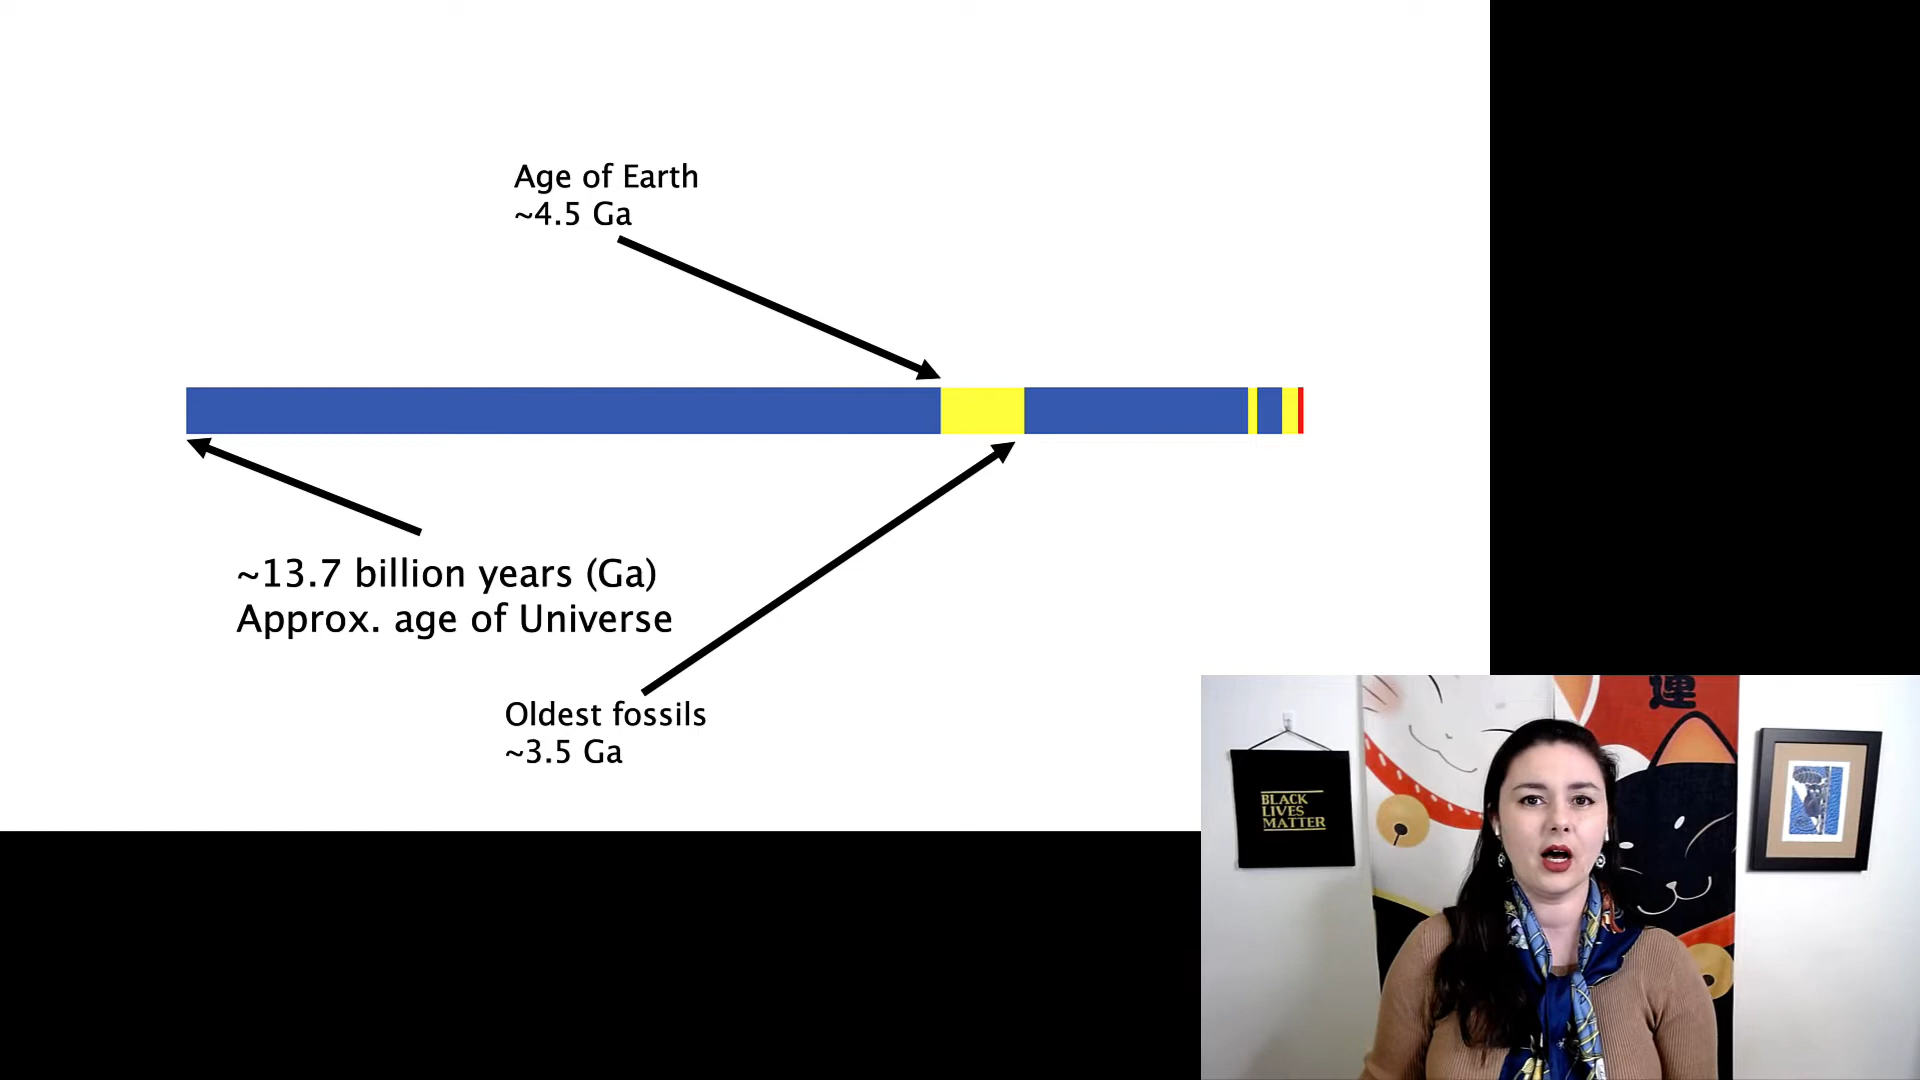 Age of Earth
~4.5 Ga
~13.7 billion years (Ga)
Approx. age of Universe
Oldest fossils
~3.5 Ga
運
BLACK
LIVES
MATTER